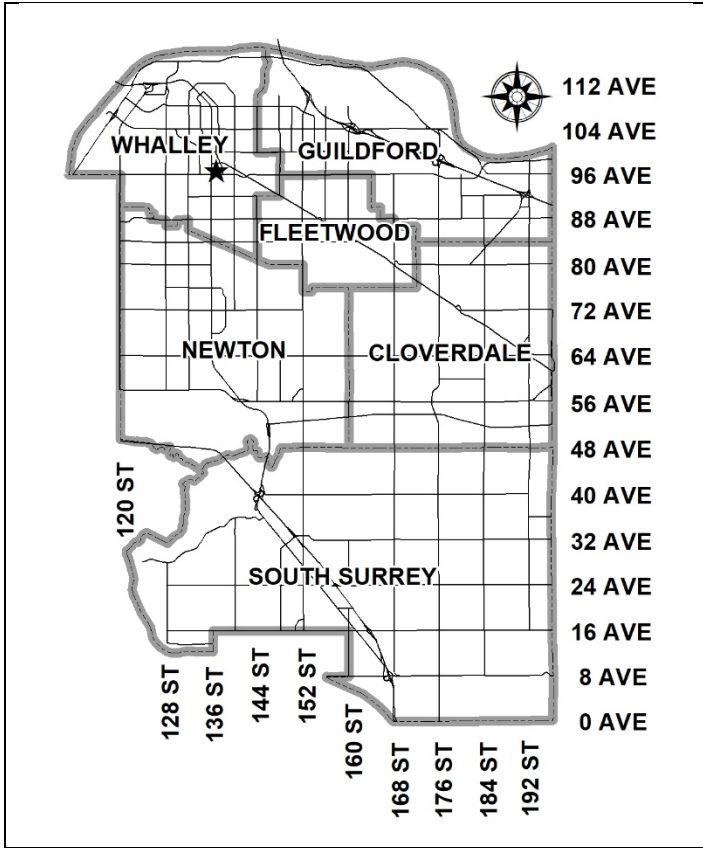 112 AVE
104 AVE
WHALLEY
GUILDFORD
96 AVE
88 AVE
FLEETWOOD
80 AVE
72 AVE
NEWTON
CLOVERDALE
64 AVE
56 AVE
48 AVE
120 ST
40 AVE
32 AVE
SOUTH SURREY
24 AVE
16 AVE
8 AVE
0 AVE
128 ST
136 ST
144 ST
152 ST
160 ST
168 ST
176 ST
184 ST
192 ST